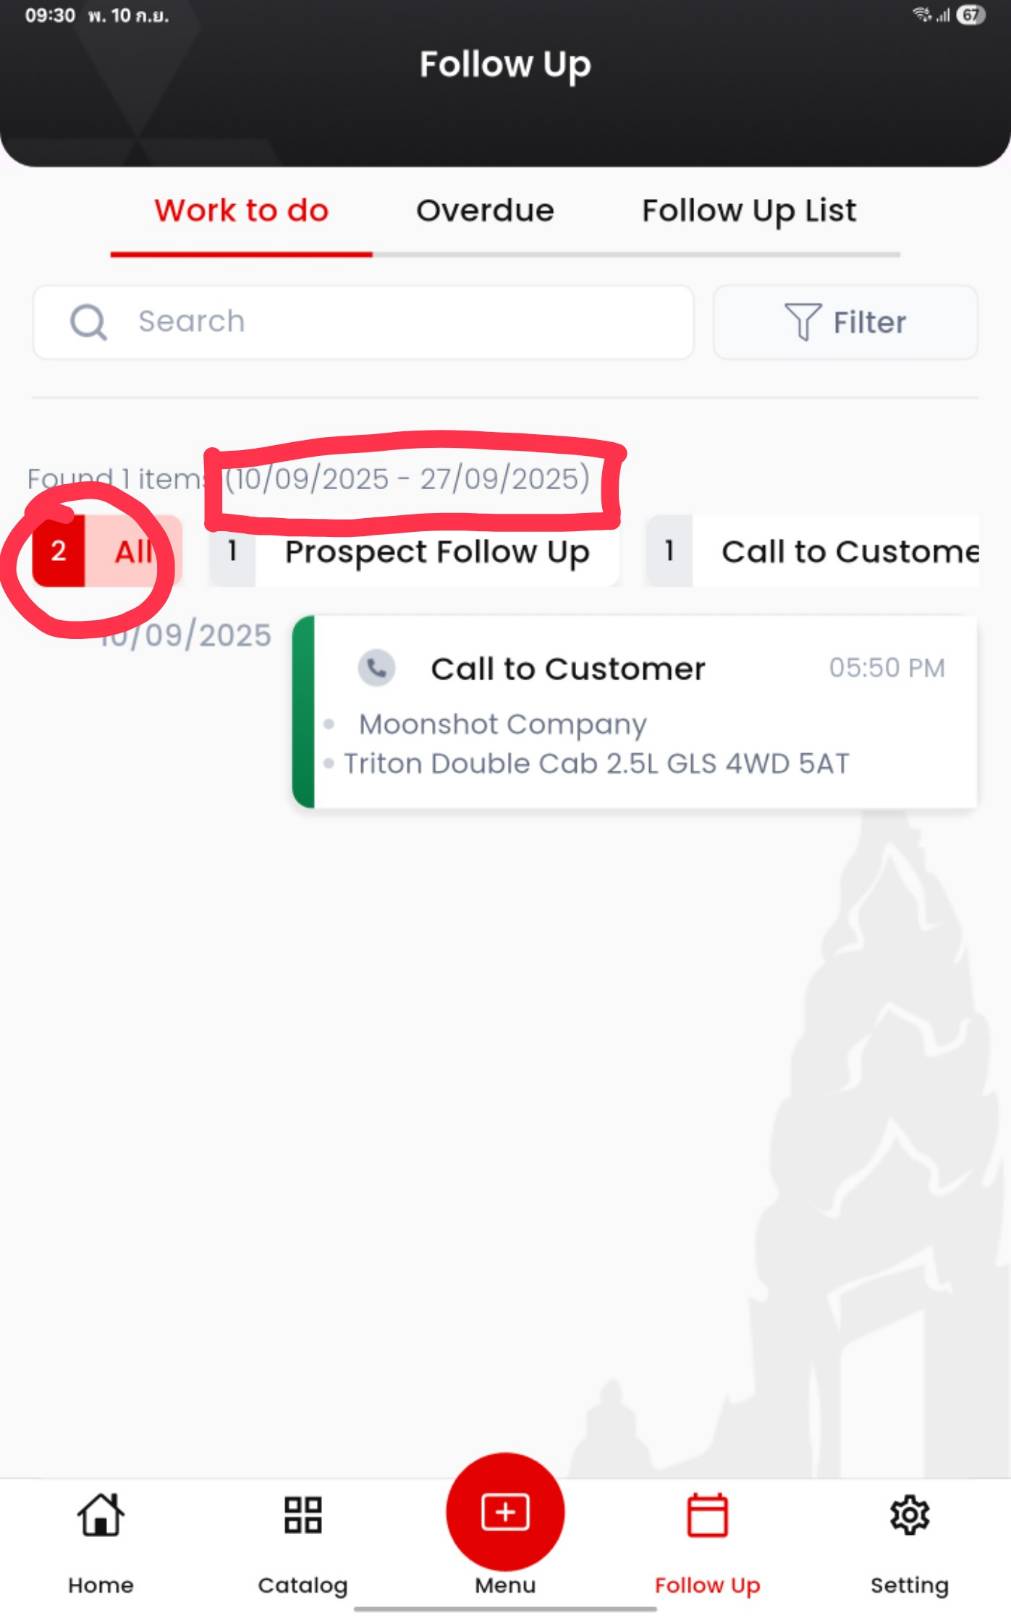 09:30 พ. 10 ก.ย. 67
Follow Up
Work to do Overdue Follow Up List
Search Filter
Found 1 items (10/09/2025 - 27/09/2025)
2 All 1 Prospect Follow Up 1 Call to Custome
10/09/2025
Call to Customer 05:50 PM
Moonshot Company
Triton Double Cab 2.5L GLS 4WD 5AT
Home Catalog Menu Follow Up Setting